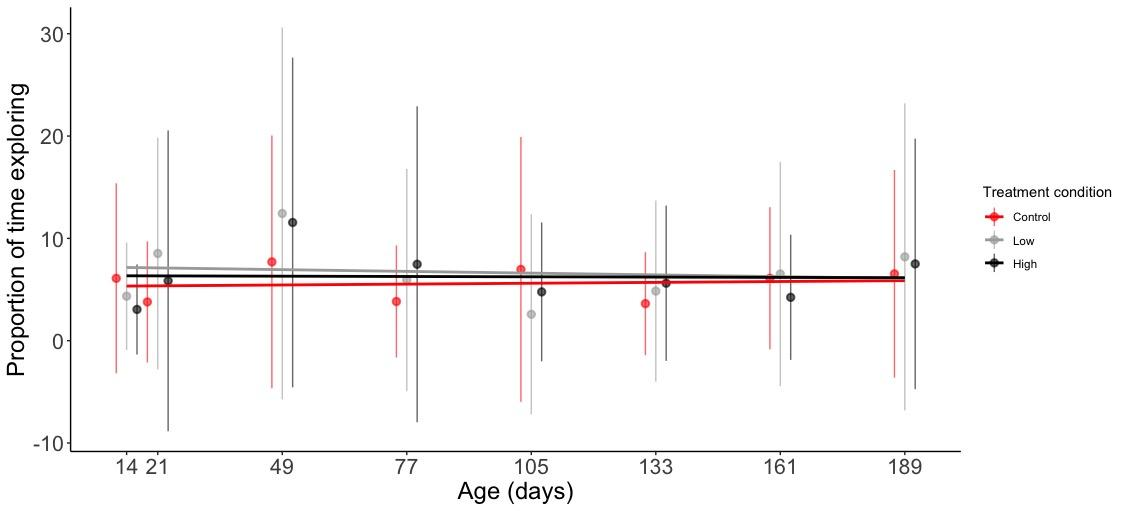 Proportion of time exploring
30
20
10
0
-10
14 21 49 77 105 133 161 189
Age (days)
Treatment condition
Control
Low
High